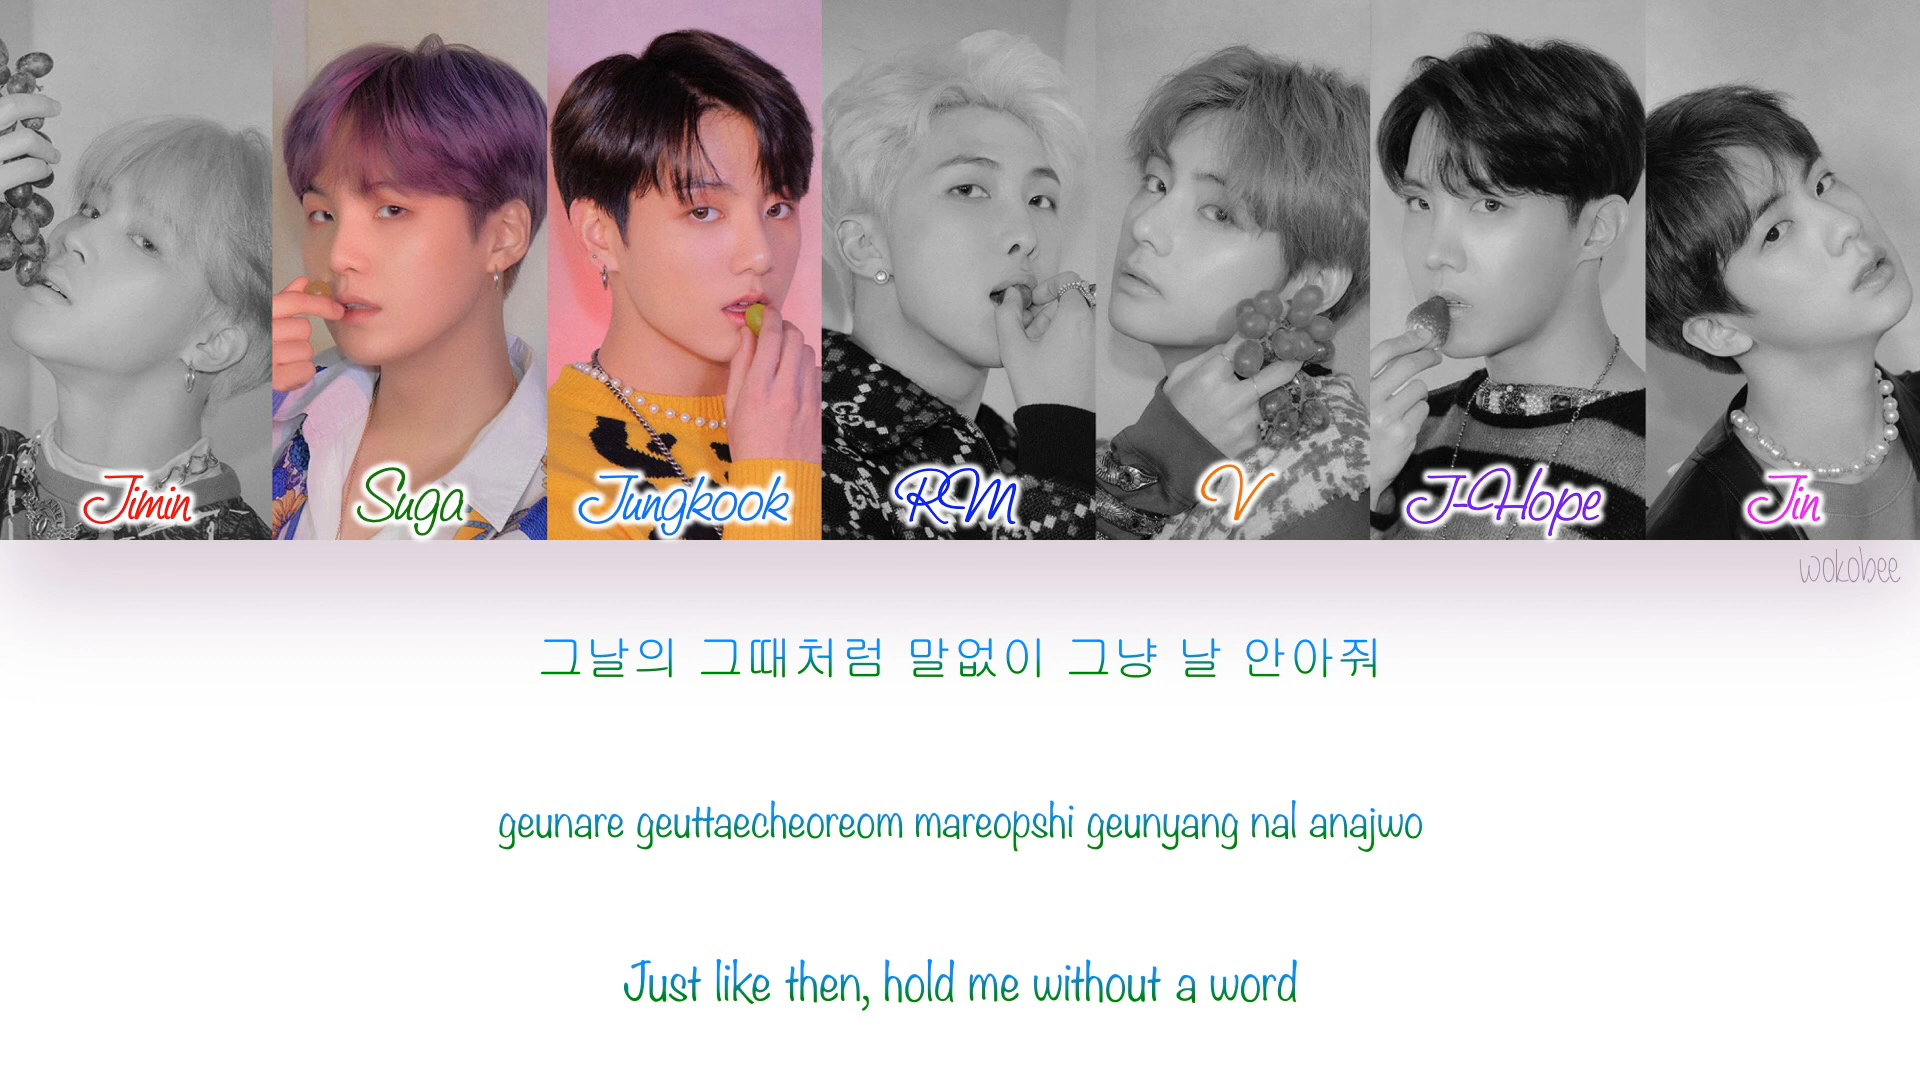 Jimin Suga Jungkook RM V J-Hope Jin
wokobee
그날의 그때처럼 말없이 그냥 날 안아줘
geunare geuttaecheoreom mareopshi geunyang nal anajwo
Just like then, hold me without a word